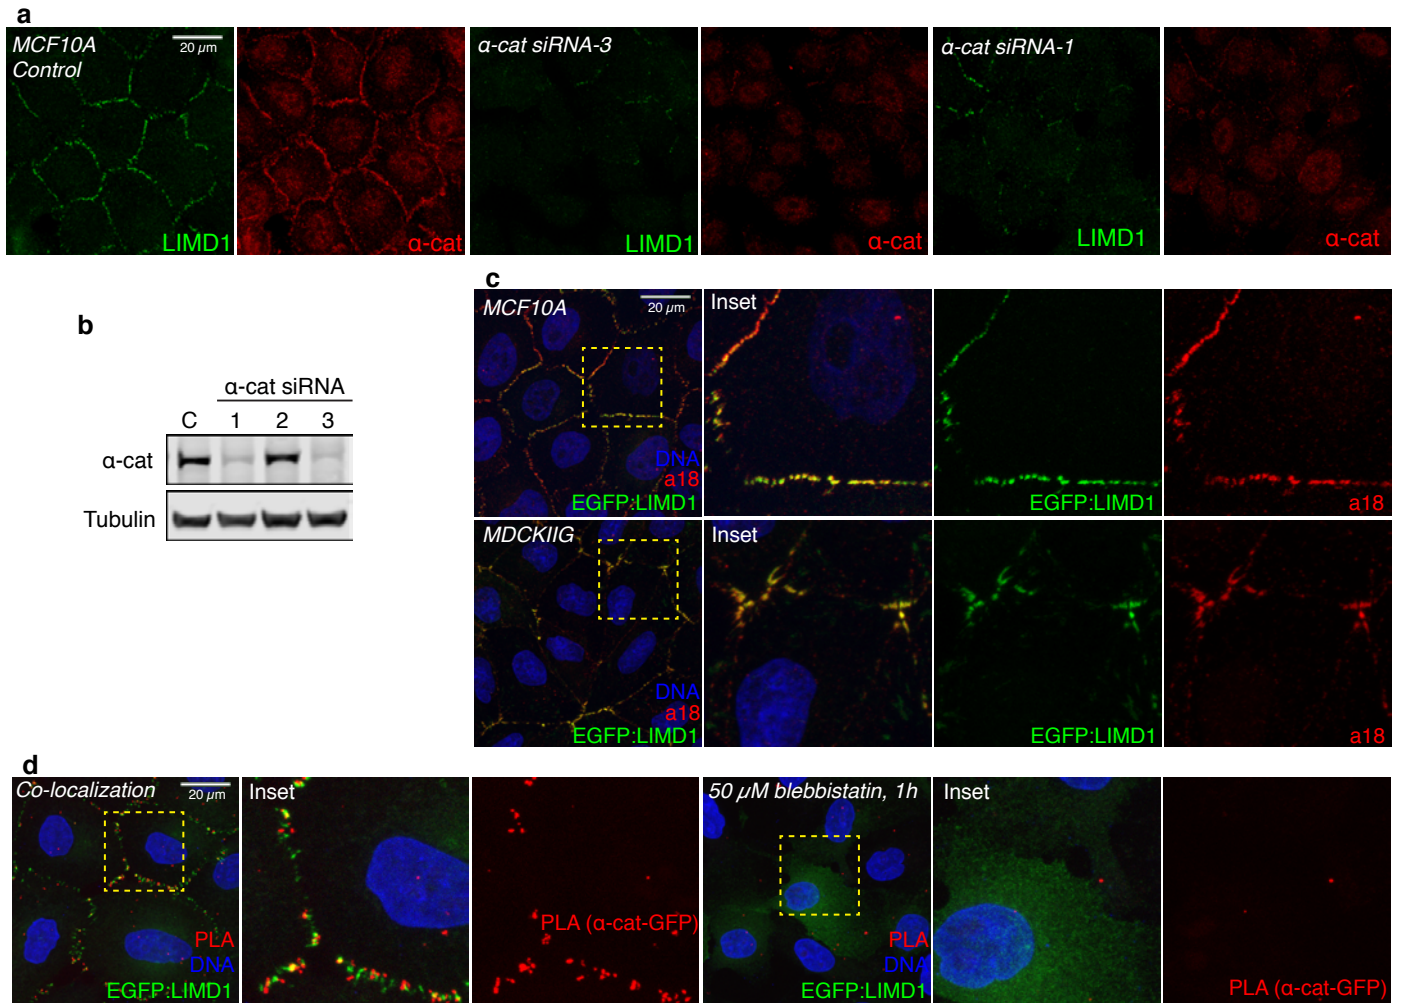 a
MCF10A
Control
20 µm
LIMD1
α-cat
α-cat siRNA-3
LIMD1
α-cat
α-cat siRNA-1
LIMD1
α-cat
b
α-cat siRNA
C 1 2 3
α-cat
Tubulin
c
MCF10A
20 µm
DNA
a18
EGFP:LIMD1
Inset
EGFP:LIMD1
a18
MDCKIIG
DNA
a18
EGFP:LIMD1
Inset
EGFP:LIMD1
a18
d
Co-localization
20 µm
PLA
DNA
EGFP:LIMD1
Inset
PLA (α-cat-GFP)
50 µM blebbistatin, 1h
PLA
DNA
EGFP:LIMD1
Inset
PLA (α-cat-GFP)